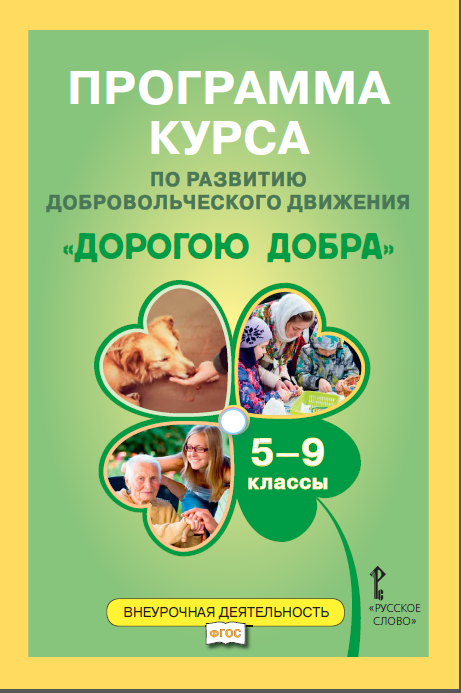 ПРОГРАММА
КУРСА
ПО РАЗВИТИЮ
ДОБРОВОЛЬЧЕСКОГО ДВИЖЕНИЯ
«ДОРОГОЮ ДОБРА»
5–9
классы
ВНЕУРОЧНАЯ ДЕЯТЕЛЬНОСТЬ
ФГОС
«РУССКОЕ
СЛОВО»